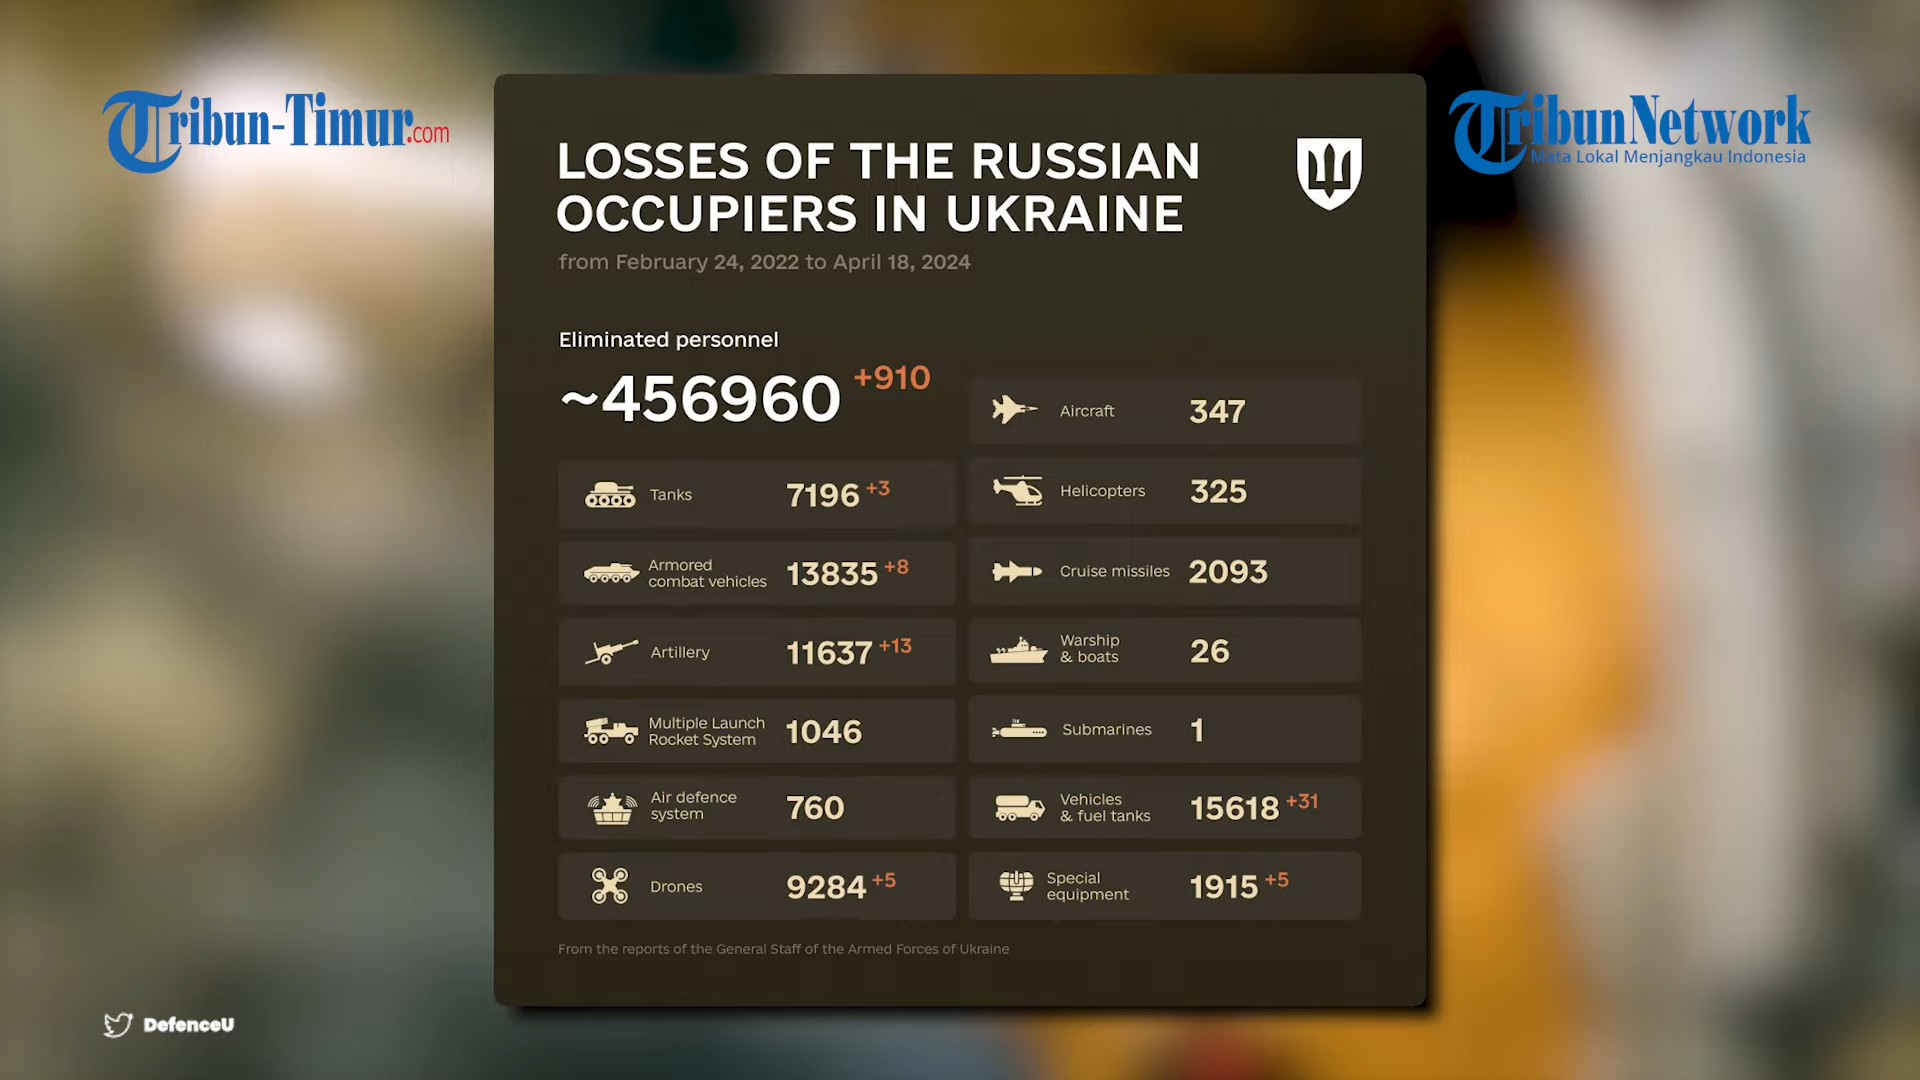 Tribun-Timur.com
TribunNetwork
Mata Lokal Menjangkau Indonesia
LOSSES OF THE RUSSIAN
OCCUPIERS IN UKRAINE
from February 24, 2022 to April 18, 2024
Eliminated personnel
~456960 +910
Tanks 7196 +3
Armored
combat vehicles 13835 +8
Artillery 11637 +13
Multiple Launch
Rocket System 1046
Air defence
system 760
Drones 9284 +5
Aircraft 347
Helicopters 325
Cruise missiles 2093
Warship
& boats 26
Submarines 1
Vehicles
& fuel tanks 15618 +31
Special
equipment 1915 +5
From the reports of the General Staff of the Armed Forces of Ukraine
DefenceU